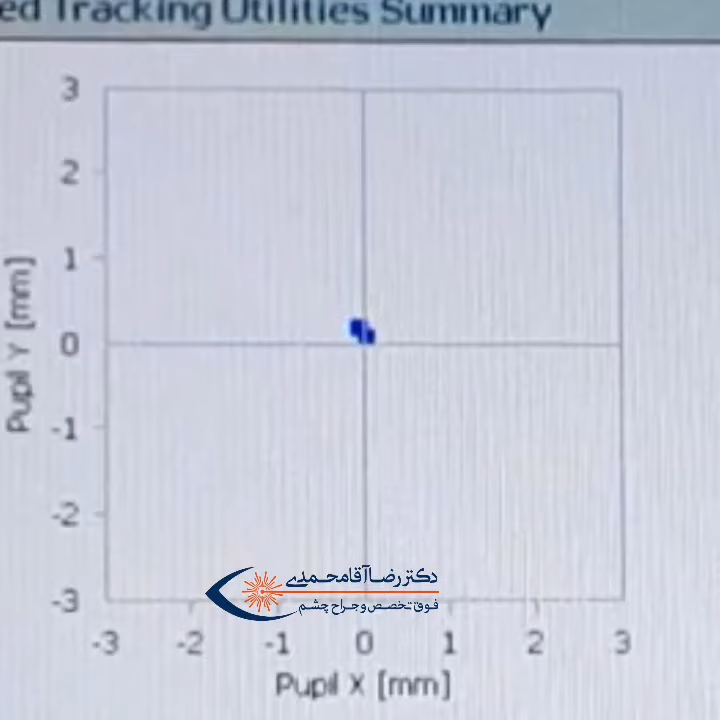 ed Tracking Utilities Summary
3
2
1
0
-1
-2
-3
Pupil Y [mm]
-3 -2 -1 0 1 2 3
Pupil X [mm]
دکتر رضا آقامحمدی
فوق تخصص و جراح چشم